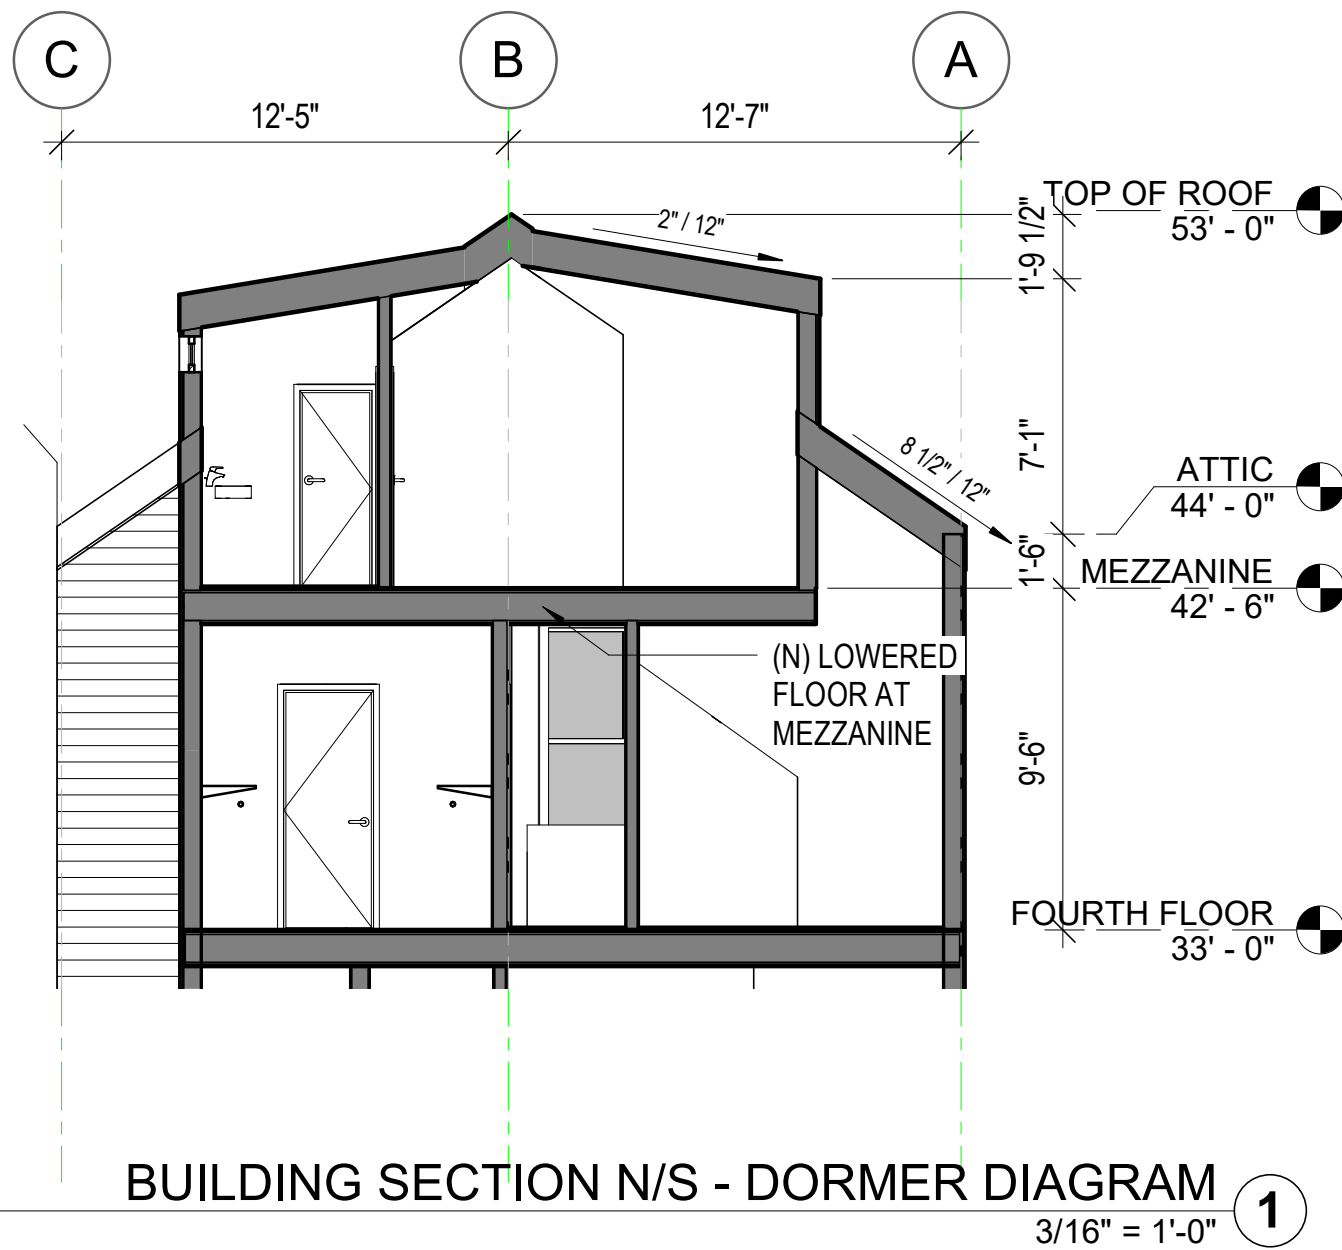 C
B
A
12'-5"
12'-7"
TOP OF ROOF
53' - 0"
2" / 12"
1'-9 1/2"
8 1/2" / 12"
7'-1"
ATTIC
44' - 0"
1'-6"
MEZZANINE
42' - 6"
(N) LOWERED
FLOOR AT
MEZZANINE
9'-6"
FOURTH FLOOR
33' - 0"
BUILDING SECTION N/S - DORMER DIAGRAM
1
3/16" = 1'-0"